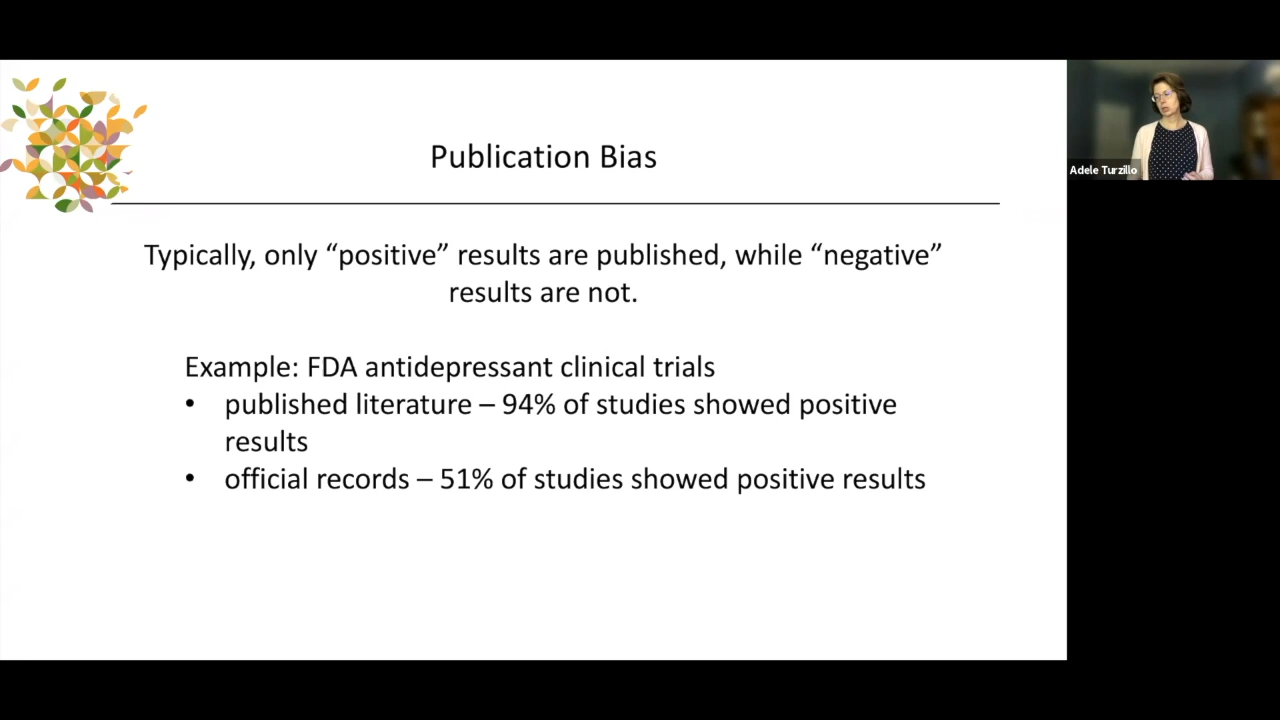 Publication Bias
Adele Turzillo
Typically, only “positive” results are published, while “negative”
results are not.
Example: FDA antidepressant clinical trials
• published literature – 94% of studies showed positive
results
• official records – 51% of studies showed positive results